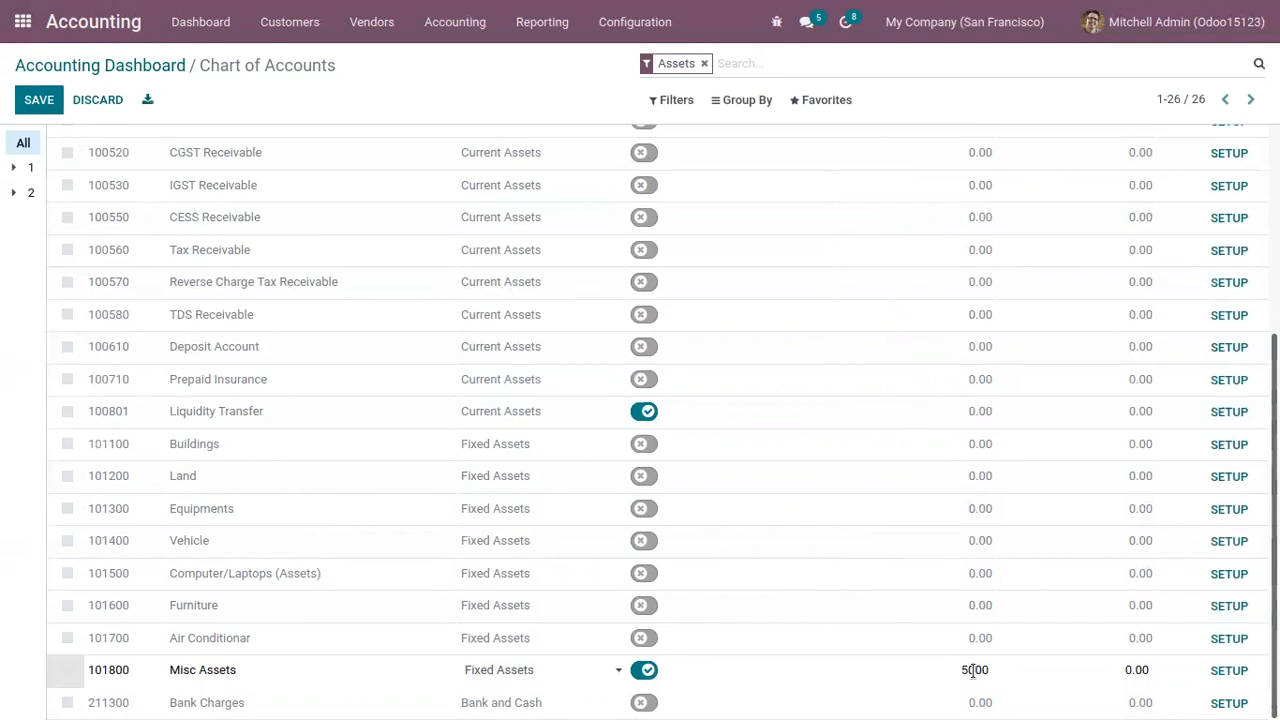 Accounting Dashboard Customers Vendors Accounting Reporting Configuration 5 8 My Company (San Francisco) Mitchell Admin (Odoo15123)
Accounting Dashboard / Chart of Accounts Assets × Search...
SAVE DISCARD Filters Group By Favorites 1-26 / 26
All
1
2
100520 CGST Receivable Current Assets 0.00 0.00 SETUP
100530 IGST Receivable Current Assets 0.00 0.00 SETUP
100550 CESS Receivable Current Assets 0.00 0.00 SETUP
100560 Tax Receivable Current Assets 0.00 0.00 SETUP
100570 Reverse Charge Tax Receivable Current Assets 0.00 0.00 SETUP
100580 TDS Receivable Current Assets 0.00 0.00 SETUP
100610 Deposit Account Current Assets 0.00 0.00 SETUP
100710 Prepaid Insurance Current Assets 0.00 0.00 SETUP
100801 Liquidity Transfer Current Assets 0.00 0.00 SETUP
101100 Buildings Fixed Assets 0.00 0.00 SETUP
101200 Land Fixed Assets 0.00 0.00 SETUP
101300 Equipments Fixed Assets 0.00 0.00 SETUP
101400 Vehicle Fixed Assets 0.00 0.00 SETUP
101500 Computer/Laptops (Assets) Fixed Assets 0.00 0.00 SETUP
101600 Furniture Fixed Assets 0.00 0.00 SETUP
101700 Air Conditionar Fixed Assets 0.00 0.00 SETUP
101800 Misc Assets Fixed Assets 5000 0.00 SETUP
211300 Bank Charges Bank and Cash 0.00 0.00 SETUP